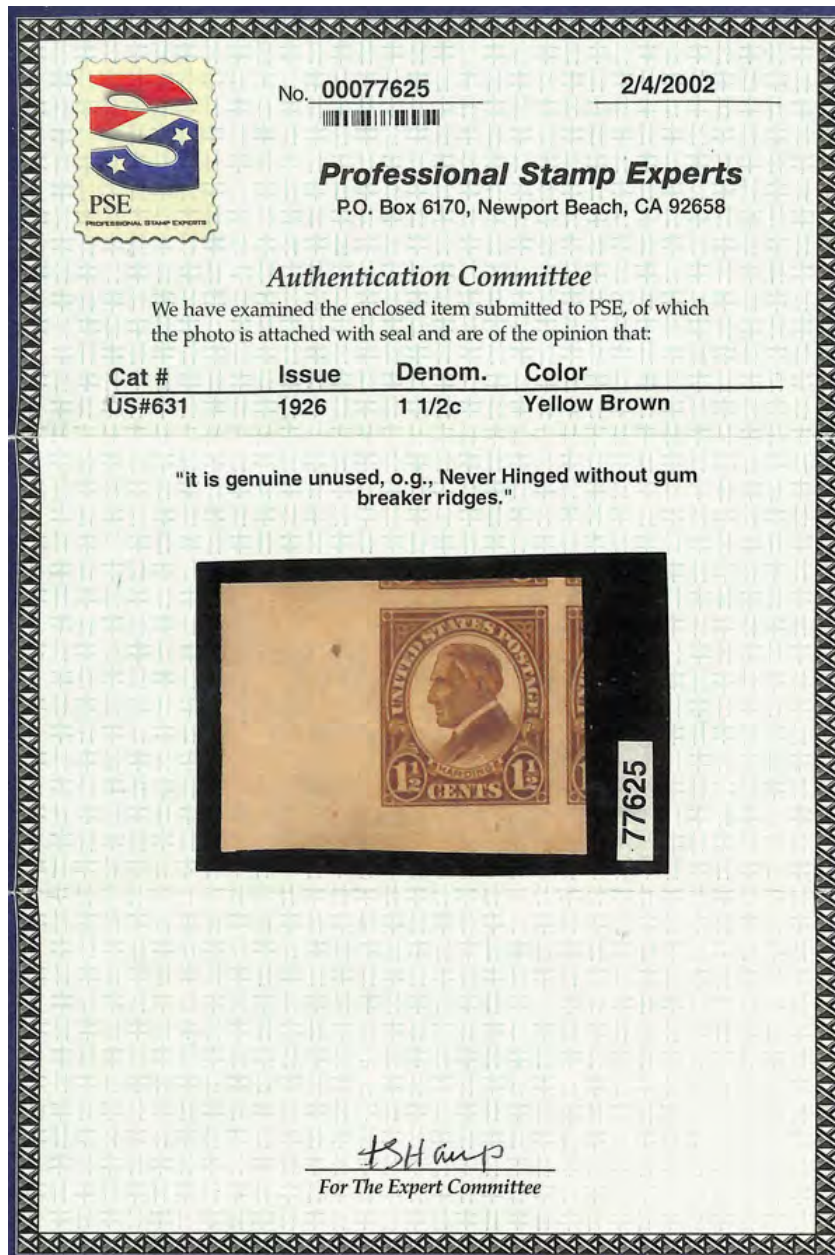 No. 00077625 2/4/2002
PSE
PROFESSIONAL STAMP EXPERTS
Professional Stamp Experts
P.O. Box 6170, Newport Beach, CA 92658
Authentication Committee
We have examined the enclosed item submitted to PSE, of which
the photo is attached with seal and are of the opinion that:
Cat # Issue Denom. Color
US#631 1926 1 1/2c Yellow Brown
"it is genuine unused, o.g., Never Hinged without gum
breaker ridges."
UNITED STATES POSTAGE
HARDING
1½ CENTS 1½
77625
For The Expert Committee